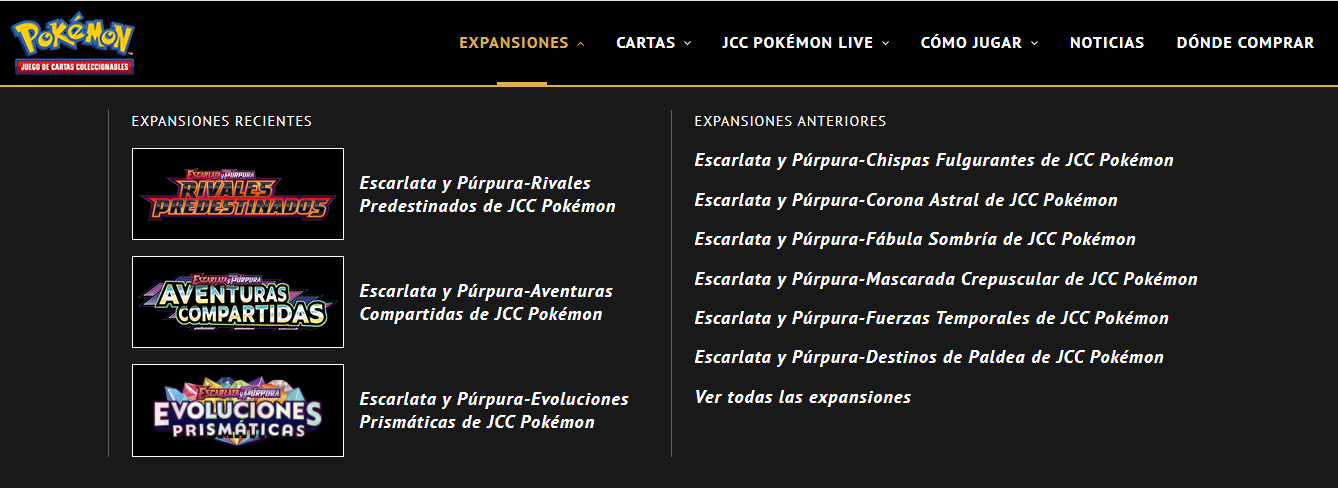 POKÉMON
JUEGO DE CARTAS COLECCIONABLES
EXPANSIONES
CARTAS
JCC POKÉMON LIVE
CÓMO JUGAR
NOTICIAS
DÓNDE COMPRAR
EXPANSIONES RECIENTES
ESCARLATA Y PÚRPURA
RIVALES
PREDESTINADOS
Escarlata y Púrpura-Rivales
Predestinados de JCC Pokémon
ESCARLATA Y PÚRPURA
AVENTURAS
COMPARTIDAS
Escarlata y Púrpura-Aventuras
Compartidas de JCC Pokémon
ESCARLATA Y PÚRPURA
EVOLUCIONES
PRISMÁTICAS
Escarlata y Púrpura-Evoluciones
Prismáticas de JCC Pokémon
EXPANSIONES ANTERIORES
Escarlata y Púrpura-Chispas Fulgurantes de JCC Pokémon
Escarlata y Púrpura-Corona Astral de JCC Pokémon
Escarlata y Púrpura-Fábula Sombría de JCC Pokémon
Escarlata y Púrpura-Mascarada Crepuscular de JCC Pokémon
Escarlata y Púrpura-Fuerzas Temporales de JCC Pokémon
Escarlata y Púrpura-Destinos de Paldea de JCC Pokémon
Ver todas las expansiones